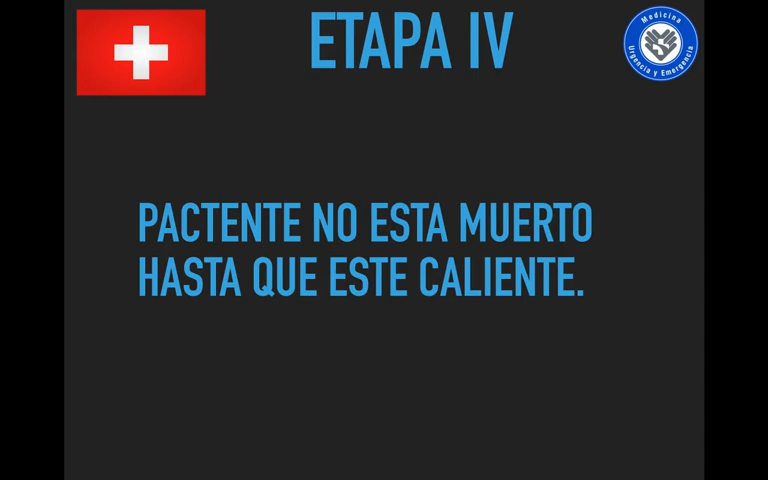 ETAPA IV
Medicina
Urgencia y Emergencia
PACTENTE NO ESTA MUERTO
HASTA QUE ESTE CALIENTE.